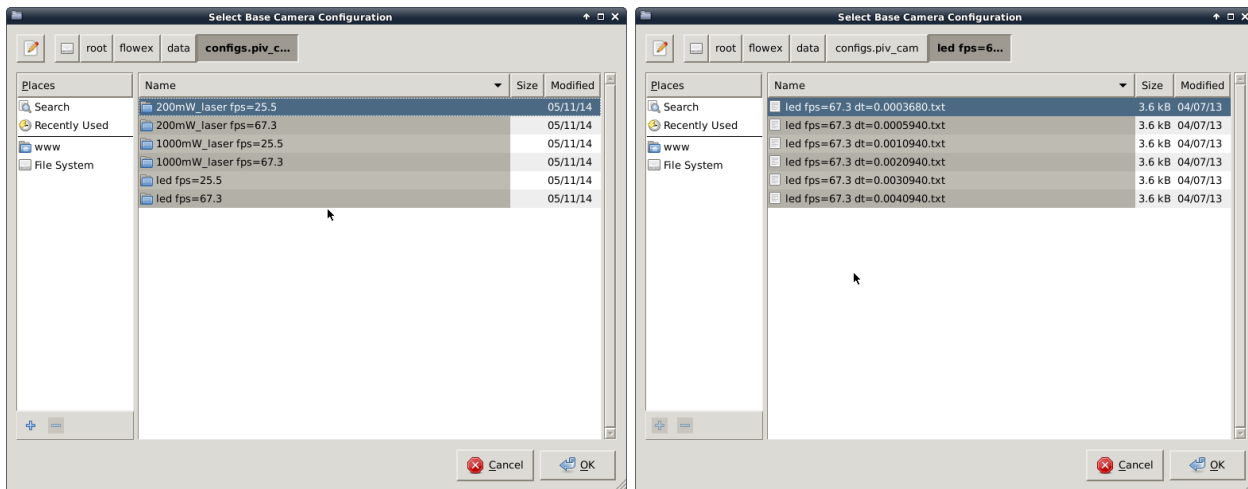 Select Base Camera Configuration
root flowex data configs.piv_c...
Places
Search
Recently Used
www
File System
Name Size Modified
200mW_laser fps=25.5 05/11/14
200mW_laser fps=67.3 05/11/14
1000mW_laser fps=25.5 05/11/14
1000mW_laser fps=67.3 05/11/14
led fps=25.5 05/11/14
led fps=67.3 05/11/14
Cancel OK
Select Base Camera Configuration
root flowex data configs.piv_cam led fps=6...
Places
Search
Recently Used
www
File System
Name Size Modified
led fps=67.3 dt=0.0003680.txt 3.6 kB 04/07/13
led fps=67.3 dt=0.0005940.txt 3.6 kB 04/07/13
led fps=67.3 dt=0.0010940.txt 3.6 kB 04/07/13
led fps=67.3 dt=0.0020940.txt 3.6 kB 04/07/13
led fps=67.3 dt=0.0030940.txt 3.6 kB 04/07/13
led fps=67.3 dt=0.0040940.txt 3.6 kB 04/07/13
Cancel OK